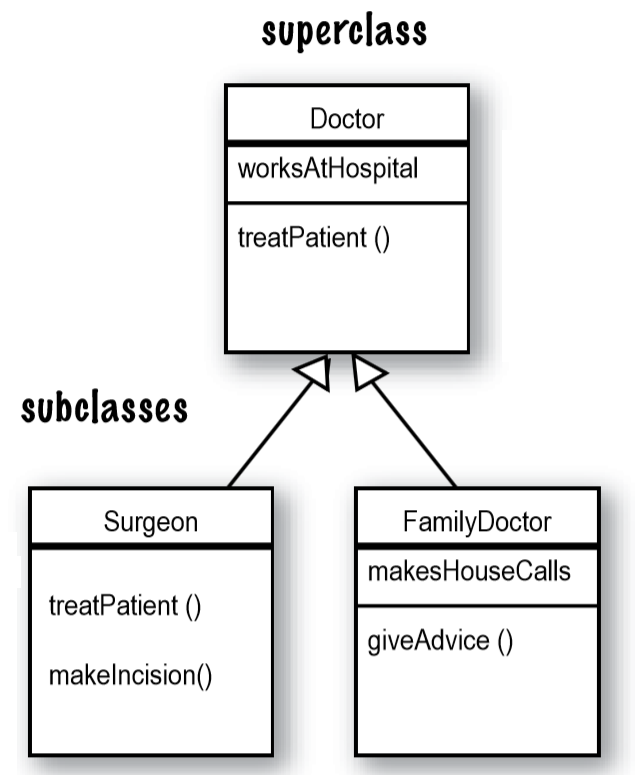 superclass
Doctor
worksAtHospital
treatPatient ()
subclasses
Surgeon
treatPatient ()
makeIncision()
FamilyDoctor
makesHouseCalls
giveAdvice ()